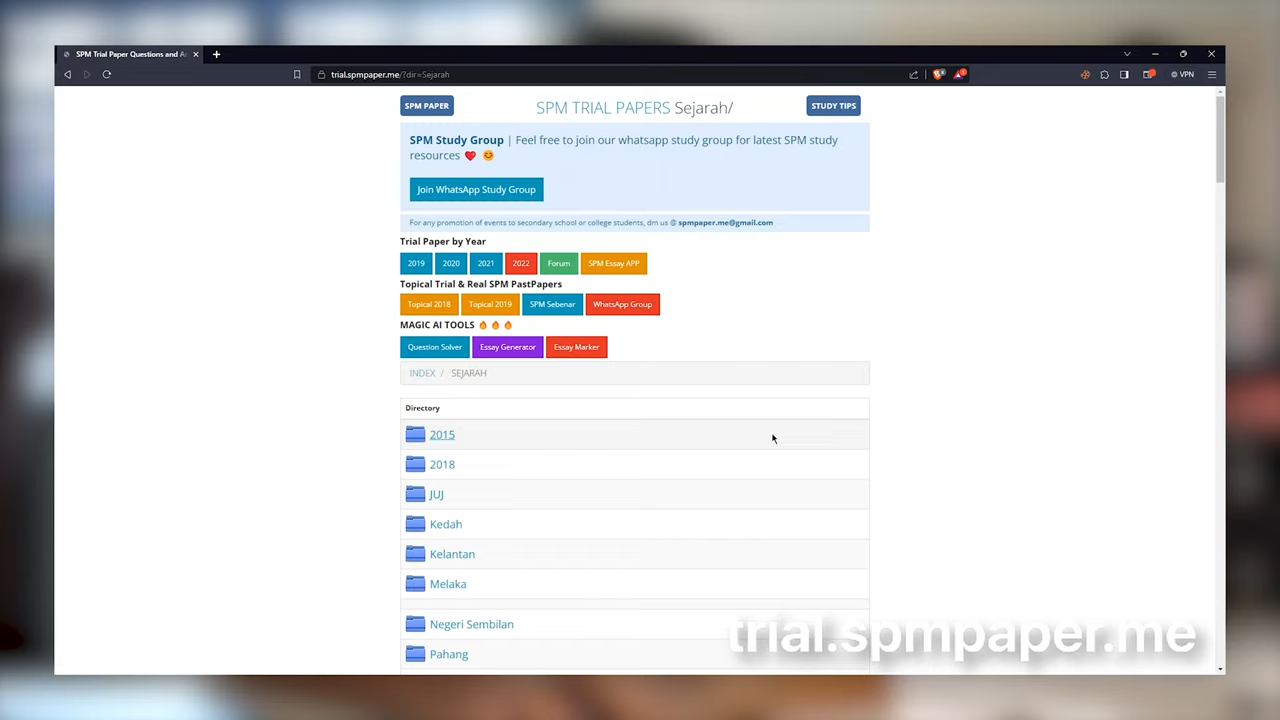 SPM Trial Paper Questions and An
trial.spmpaper.me/?dir=Sejarah
VPN
SPM PAPER
SPM TRIAL PAPERS Sejarah/
STUDY TIPS
SPM Study Group | Feel free to join our whatsapp study group for latest SPM study
resources ❤️ 😊
Join WhatsApp Study Group
For any promotion of events to secondary school or college students, dm us @ spmpaper.me@gmail.com
Trial Paper by Year
2019 2020 2021 2022 Forum SPM Essay APP
Topical Trial & Real SPM PastPapers
Topical 2018 Topical 2019 SPM Sebenar WhatsApp Group
MAGIC AI TOOLS 🔥 🔥 🔥
Question Solver Essay Generator Essay Marker
INDEX / SEJARAH
Directory
2015
2018
JUJ
Kedah
Kelantan
Melaka
Negeri Sembilan
Pahang
trial.spmpaper.me